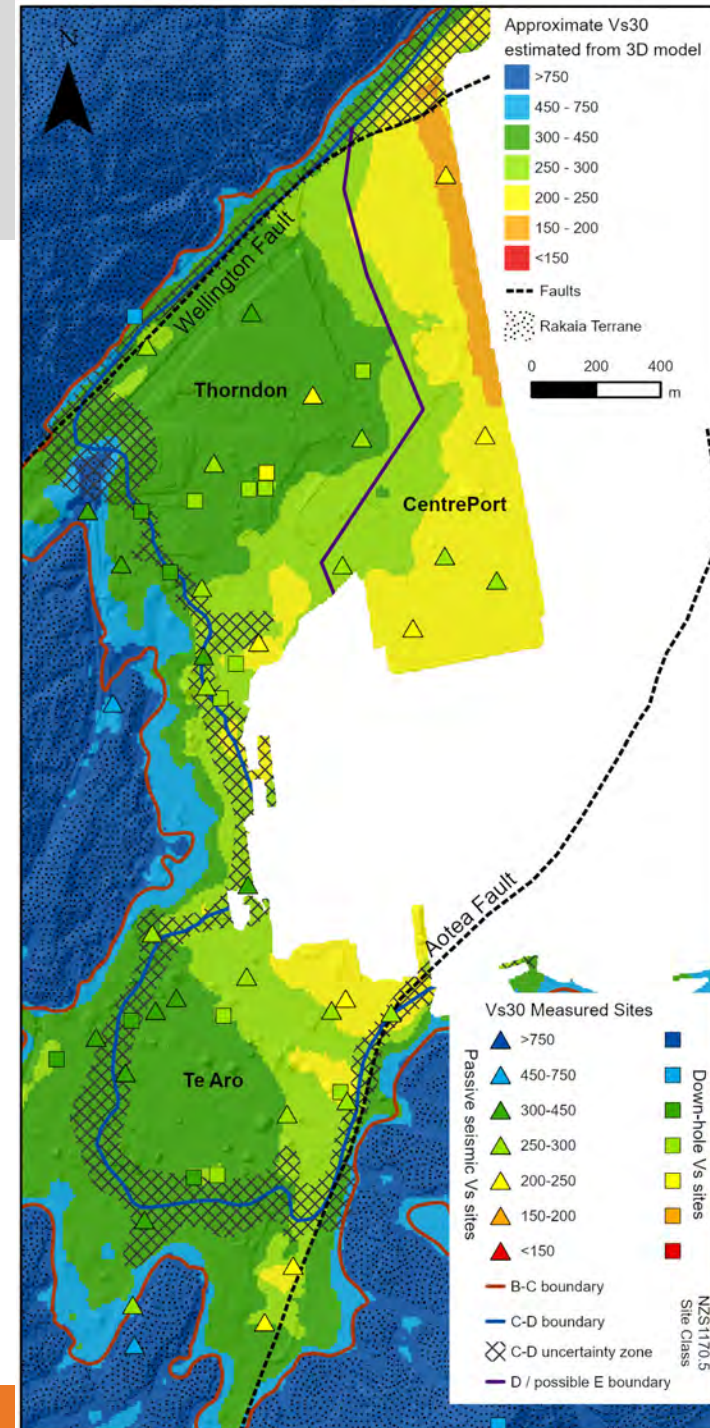 Approximate Vs30
estimated from 3D model
>750
450 - 750
300 - 450
250 - 300
200 - 250
150 - 200
<150
Faults
Rakaia Terrane
0 200 400
m
N
Wellington Fault
Thorndon
CentrePort
Aotea Fault
Te Aro
Vs30 Measured Sites
Passive seismic Vs sites
>750
450-750
300-450
250-300
200-250
150-200
<150
Down-hole Vs sites
B-C boundary
C-D boundary
C-D uncertainty zone
D / possible E boundary
NZS1170.5
Site Class